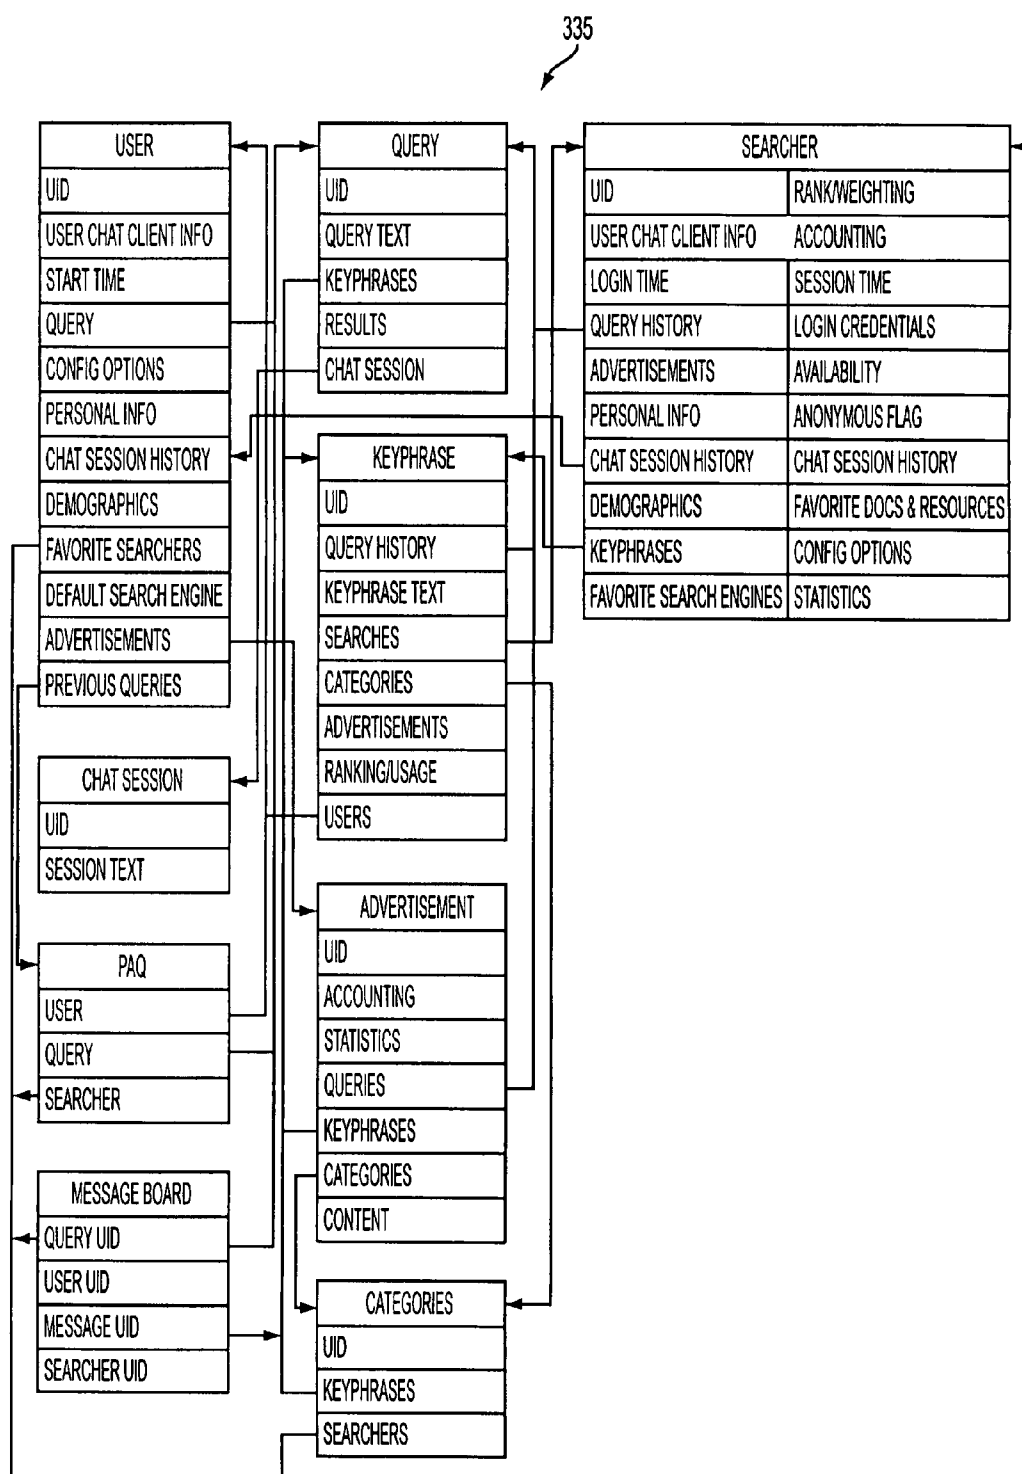 335
USER
UID
USER CHAT CLIENT INFO
START TIME
QUERY
CONFIG OPTIONS
PERSONAL INFO
CHAT SESSION HISTORY
DEMOGRAPHICS
FAVORITE SEARCHERS
DEFAULT SEARCH ENGINE
ADVERTISEMENTS
PREVIOUS QUERIES
CHAT SESSION
UID
SESSION TEXT
PAQ
USER
QUERY
SEARCHER
MESSAGE BOARD
QUERY UID
USER UID
MESSAGE UID
SEARCHER UID
QUERY
UID
QUERY TEXT
KEYPHRASES
RESULTS
CHAT SESSION
KEYPHRASE
UID
QUERY HISTORY
KEYPHRASE TEXT
SEARCHES
CATEGORIES
ADVERTISEMENTS
RANKING/USAGE
USERS
ADVERTISEMENT
UID
ACCOUNTING
STATISTICS
QUERIES
KEYPHRASES
CATEGORIES
CONTENT
CATEGORIES
UID
KEYPHRASES
SEARCHERS
SEARCHER
UID RANK/WEIGHTING
USER CHAT CLIENT INFO ACCOUNTING
LOGIN TIME SESSION TIME
QUERY HISTORY LOGIN CREDENTIALS
ADVERTISEMENTS AVAILABILITY
PERSONAL INFO ANONYMOUS FLAG
CHAT SESSION HISTORY CHAT SESSION HISTORY
DEMOGRAPHICS FAVORITE DOCS & RESOURCES
KEYPHRASES CONFIG OPTIONS
FAVORITE SEARCH ENGINES STATISTICS